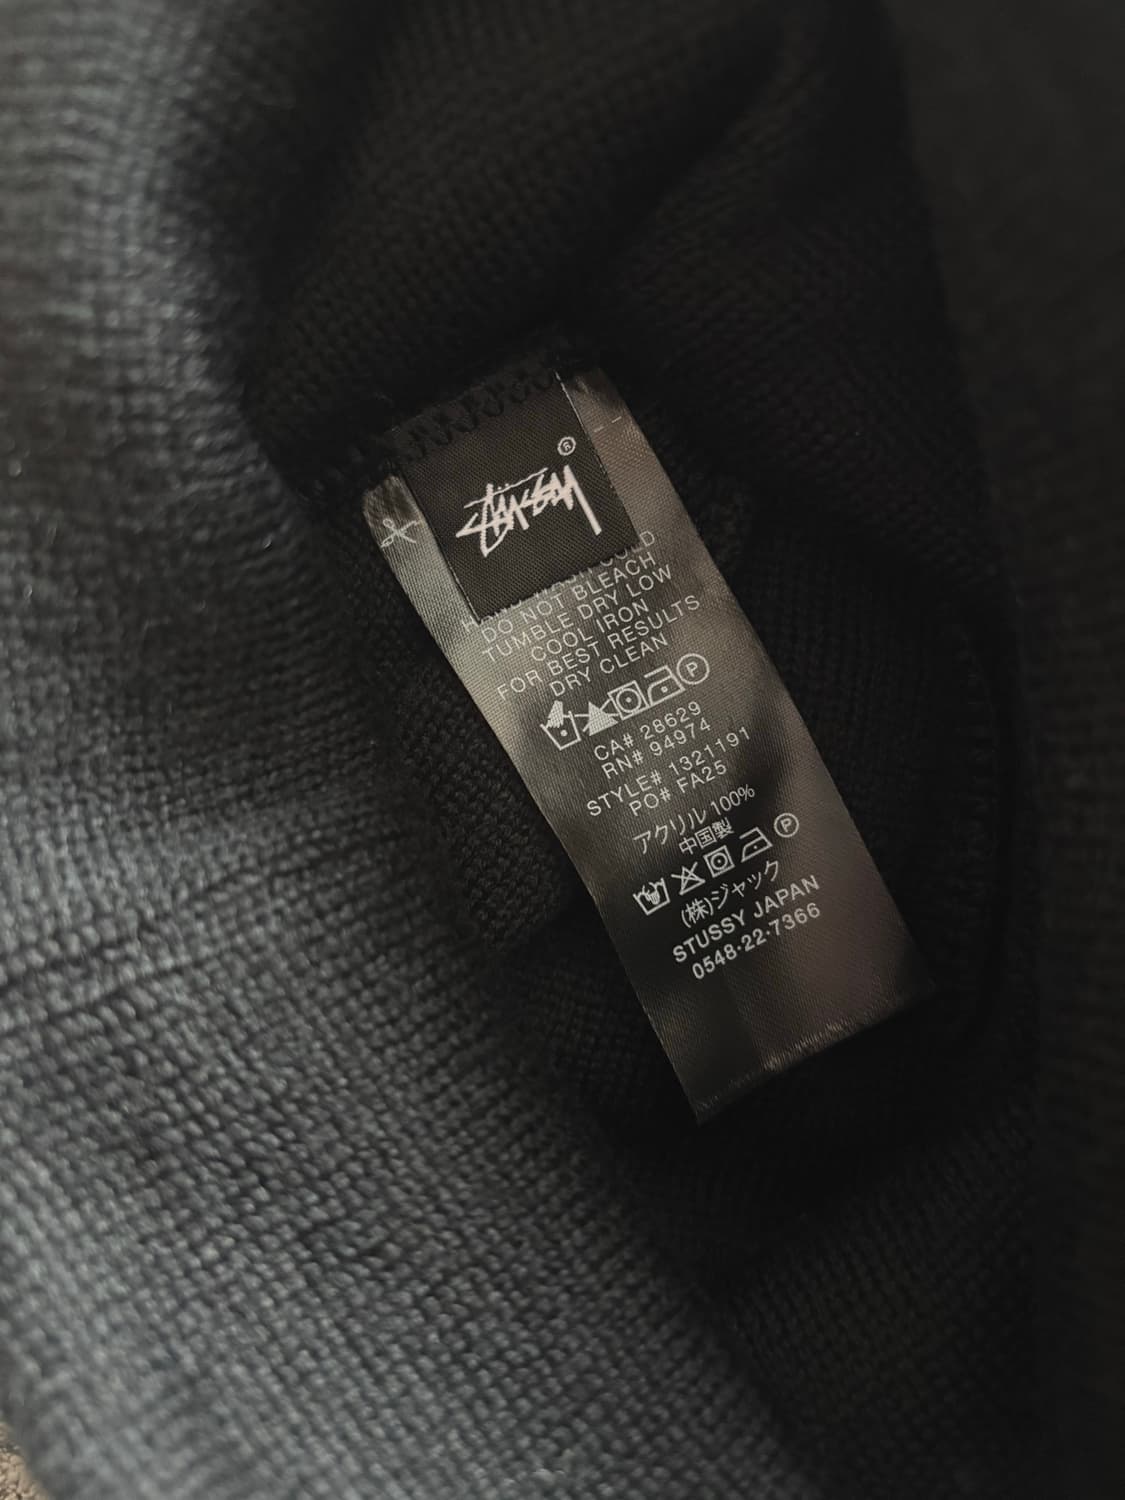 STÜSSY®
DO NOT BLEACH
TUMBLE DRY LOW
COOL IRON
FOR BEST RESULTS
DRY CLEAN
P
CA# 28629
RN# 94974
STYLE# 1321191
PO# FA25
アクリル 100%
中国製
P
(株)ジャック
STUSSY JAPAN
0548·22·7366